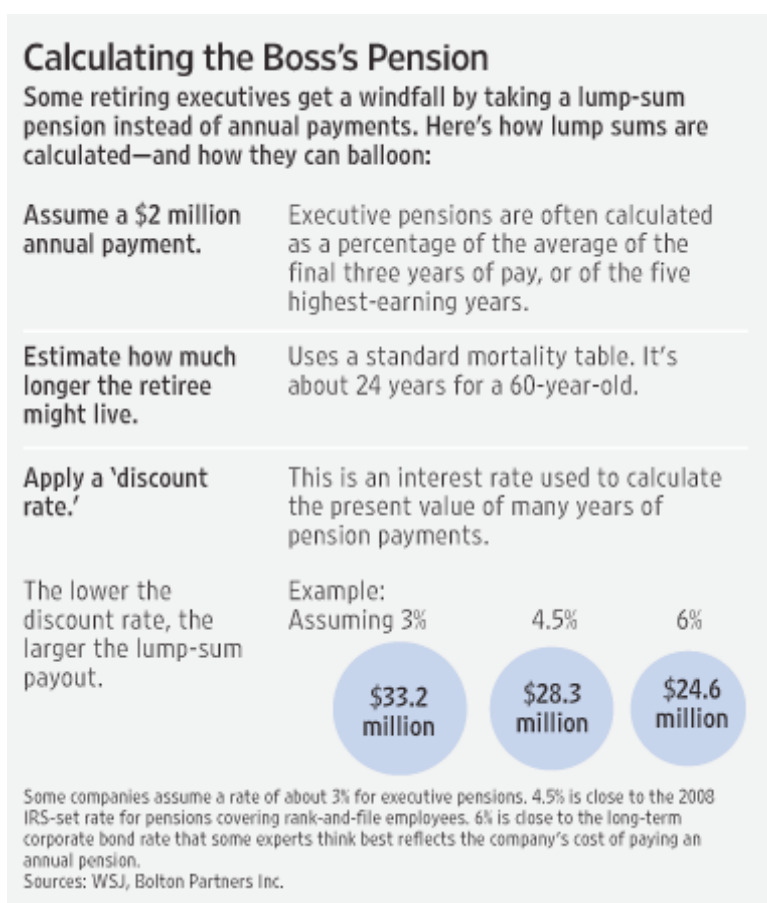 Calculating the Boss's Pension
Some retiring executives get a windfall by taking a lump-sum
pension instead of annual payments. Here's how lump sums are
calculated—and how they can balloon:
Assume a $2 million
annual payment.
Executive pensions are often calculated
as a percentage of the average of the
final three years of pay, or of the five
highest-earning years.
Estimate how much
longer the retiree
might live.
Uses a standard mortality table. It's
about 24 years for a 60-year-old.
Apply a 'discount
rate.'
This is an interest rate used to calculate
the present value of many years of
pension payments.
The lower the
discount rate, the
larger the lump-sum
payout.
Example:
Assuming 3%
4.5%
6%
$33.2
million
$28.3
million
$24.6
million
Some companies assume a rate of about 3% for executive pensions. 4.5% is close to the 2008
IRS-set rate for pensions covering rank-and-file employees. 6% is close to the long-term
corporate bond rate that some experts think best reflects the company's cost of paying an
annual pension.
Sources: WSJ, Bolton Partners Inc.